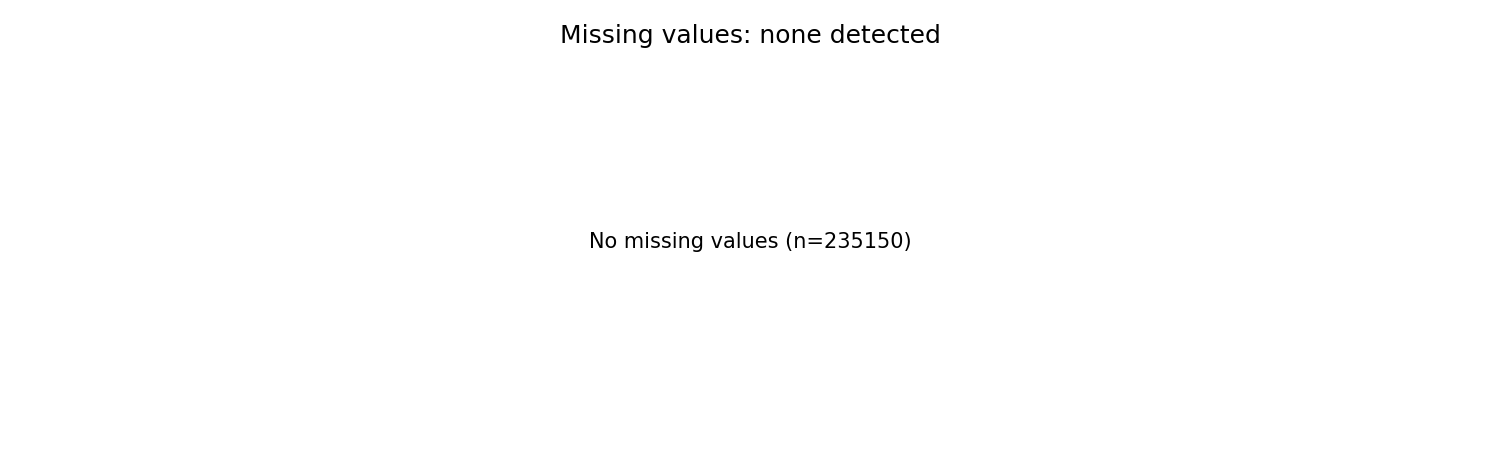 Missing values: none detected
No missing values (n=235150)